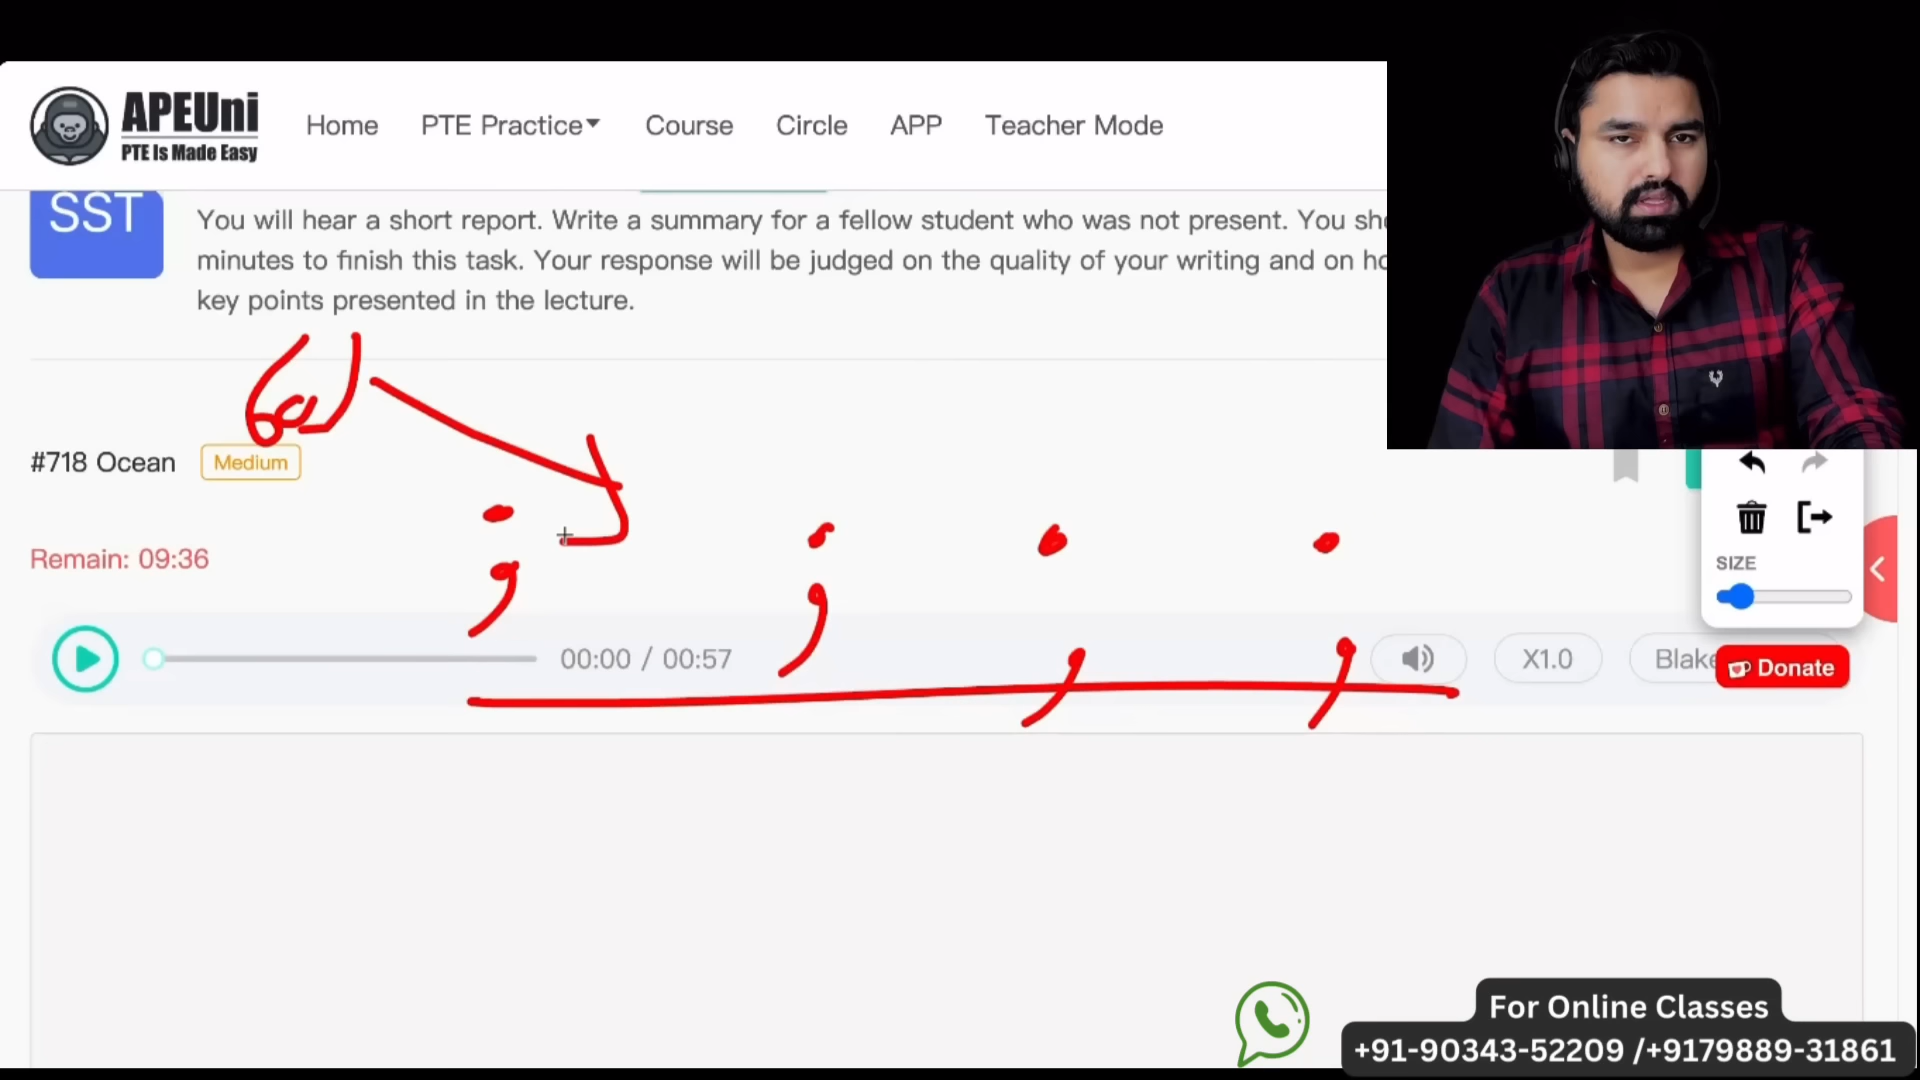 APEUni
PTE Is Made Easy
Home PTE Practice Course Circle APP Teacher Mode
SST
You will hear a short report. Write a summary for a fellow student who was not present. You
minutes to finish this task. Your response will be judged on the quality of your writing and on
key points presented in the lecture.
#718 Ocean Medium
Remain: 09:36
SIZE
00:00 / 00:57
X1.0
Donate
For Online Classes
+91-90343-52209 /+9179889-31861